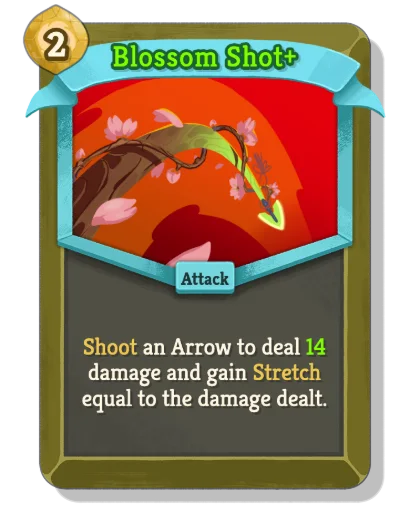 2
Blossom Shot+
Attack
Shoot an Arrow to deal 14
damage and gain Stretch
equal to the damage dealt.